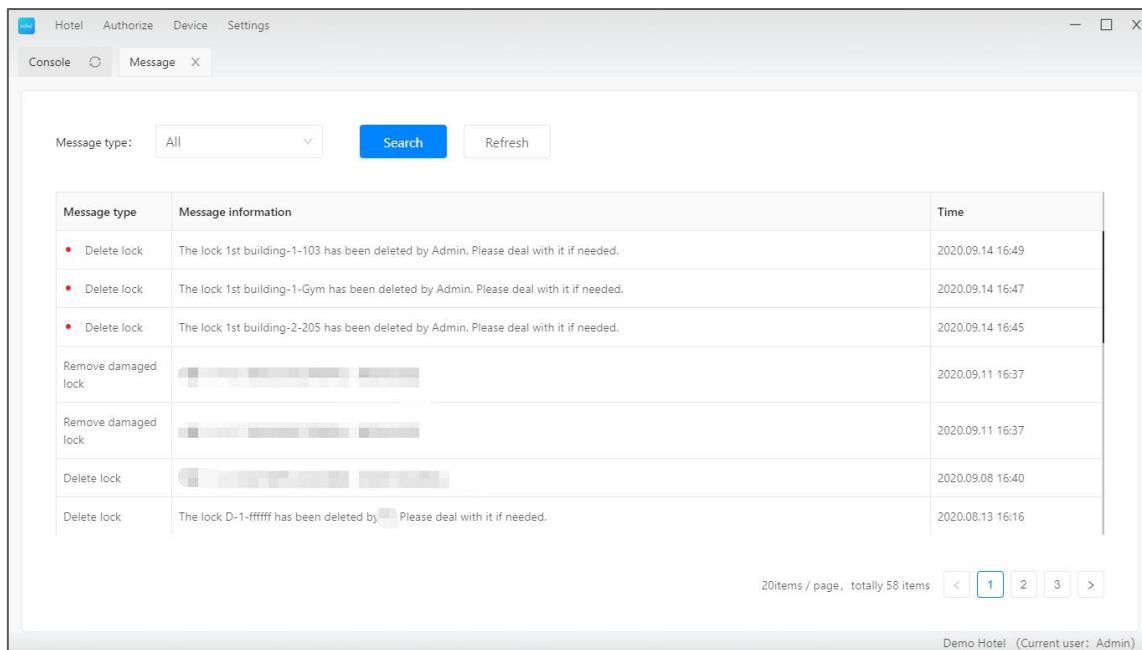 Hotel Authorize Device Settings
Console Message X
Message type: All Search Refresh
Message type Message information Time
Delete lock The lock 1st building-1-103 has been deleted by Admin. Please deal with it if needed. 2020.09.14 16:49
Delete lock The lock 1st building-1-Gym has been deleted by Admin. Please deal with it if needed. 2020.09.14 16:47
Delete lock The lock 1st building-2-205 has been deleted by Admin. Please deal with it if needed. 2020.09.14 16:45
Remove damaged
lock
2020.09.11 16:37
Remove damaged
lock
2020.09.11 16:37
Delete lock 2020.09.08 16:40
Delete lock The lock D-1-ffffff has been deleted by Please deal with it if needed. 2020.08.13 16:16
20items / page, totally 58 items < 1 2 3 >
Demo Hotel (Current user: Admin)